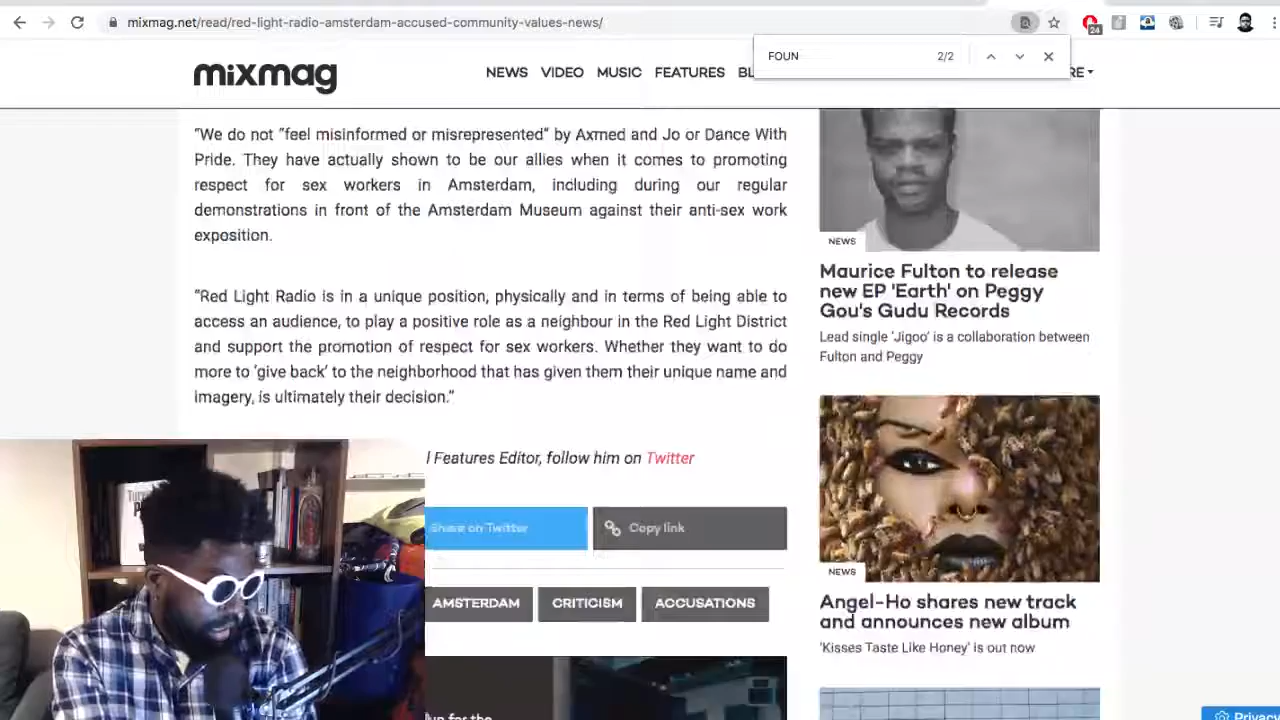 mixmag.net/read/red-light-radio-amsterdam-accused-community-values-news/
24
FOUN
2/2
mixmag
NEWS VIDEO MUSIC FEATURES BL
RE
"We do not "feel misinformed or misrepresented" by Axmed and Jo or Dance With
Pride. They have actually shown to be our allies when it comes to promoting
respect for sex workers in Amsterdam, including during our regular
demonstrations in front of the Amsterdam Museum against their anti-sex work
exposition.
"Red Light Radio is in a unique position, physically and in terms of being able to
access an audience, to play a positive role as a neighbour in the Red Light District
and support the promotion of respect for sex workers. Whether they want to do
more to 'give back' to the neighborhood that has given them their unique name and
imagery, is ultimately their decision."
l Features Editor, follow him on Twitter
Share on Twitter
Copy link
AMSTERDAM
CRITICISM
ACCUSATIONS
NEWS
Maurice Fulton to release
new EP 'Earth' on Peggy
Gou's Gudu Records
Lead single 'Jigoo' is a collaboration between
Fulton and Peggy
NEWS
Angel-Ho shares new track
and announces new album
'Kisses Taste Like Honey' is out now
Privacy